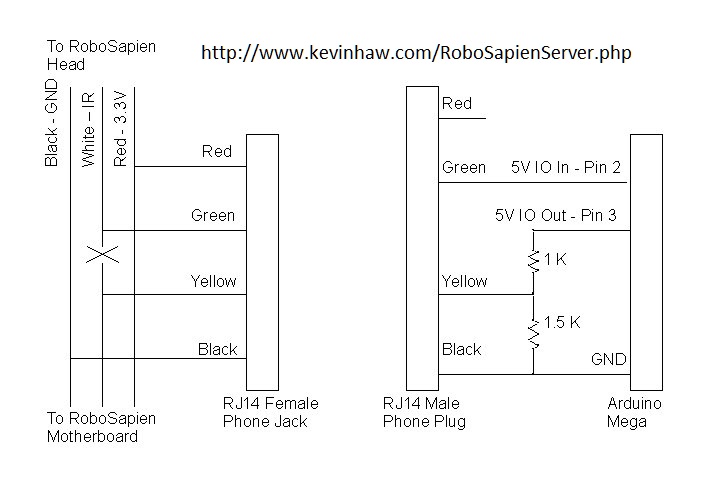 To RoboSapien
Head
http://www.kevinhaw.com/RoboSapienServer.php
Black - GND
White – IR
Red - 3.3V
Red
Green
Yellow
Black
RJ14 Female
Phone Jack
To RoboSapien
Motherboard
Red
Green
5V IO In - Pin 2
5V IO Out - Pin 3
1 K
Yellow
1.5 K
Black
GND
RJ14 Male
Phone Plug
Arduino
Mega